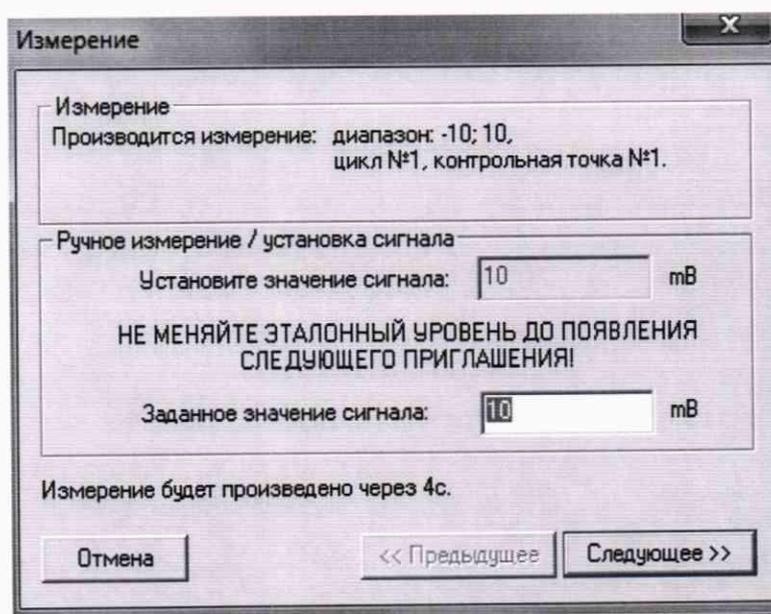 Измерение
X
Измерение
Производится измерение: диапазон: -10; 10,
цикл №1, контрольная точка №1.
Ручное измерение / установка сигнала
Установите значение сигнала: 10 mB
НЕ МЕНЯЙТЕ ЭТАЛОННЫЙ УРОВЕНЬ ДО ПОЯВЛЕНИЯ
СЛЕДУЮЩЕГО ПРИГЛАШЕНИЯ!
Заданное значение сигнала: 10 mB
Измерение будет произведено через 4с.
Отмена << Предыдущее Следующее >>